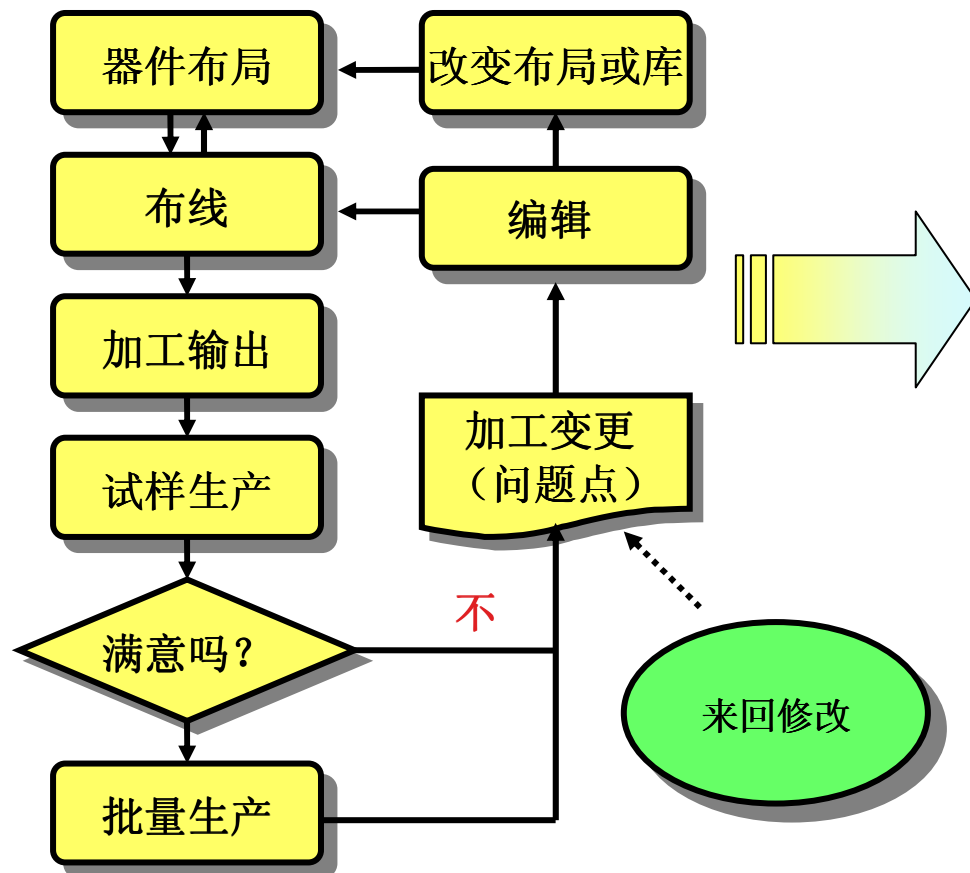 器件布局
改变布局或库
布线
编辑
加工输出
加工变更
（问题点）
试样生产
不
满意吗？
来回修改
批量生产